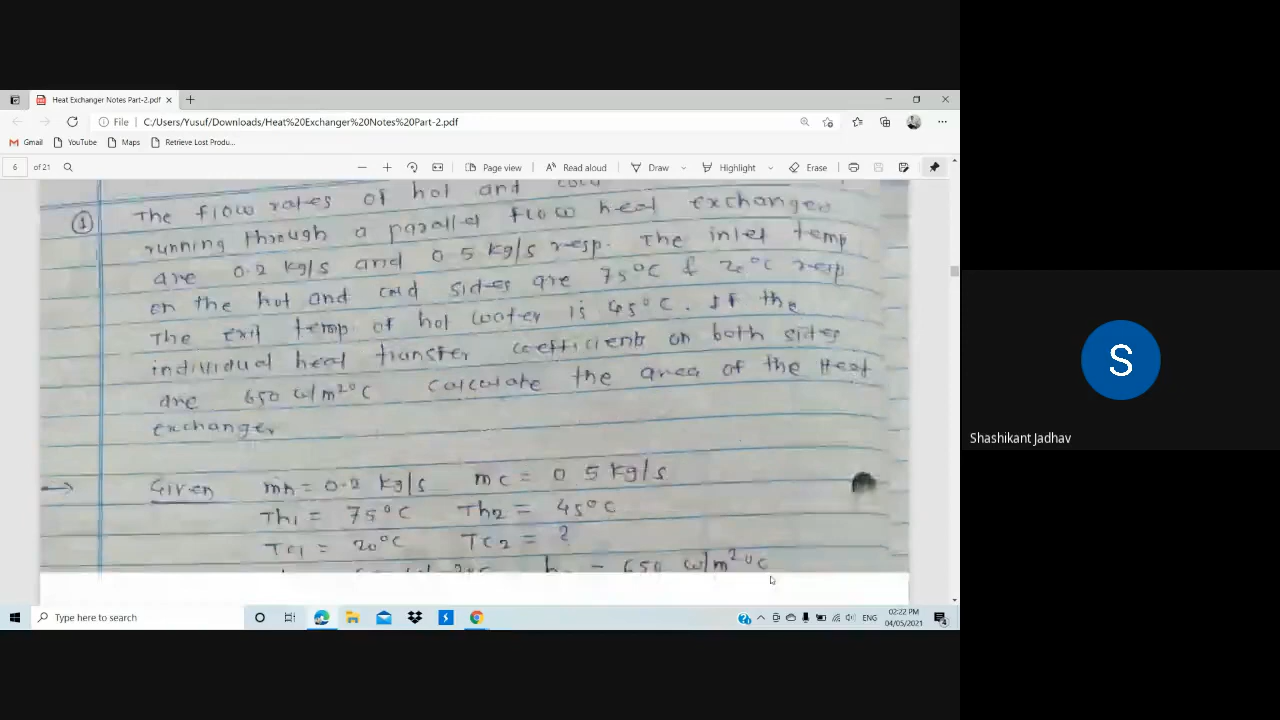 Heat Exchanger Notes Part-2.pdf
File
C:/Users/Yusuf/Downloads/Heat%20Exchanger%20Notes%20Part-2.pdf
Gmail YouTube Maps Retrieve Lost Produ...
6 of 21 Page view Read aloud Draw Highlight Erase
The flow rates of hot and cold
① running through a parallel flow heat exchanger
are 0.2 kg/s and 0.5 kg/s resp. The inlet temp
on the hot and cold sides are 75°C & 20°C resp
The exit temp of hot water is 45°C. If the
individual heat transfer coefficients on both sides
are 650 w/m²°C Calculate the area of the Heat
exchanger
→ Given mh = 0.2 kg/s mc = 0.5 kg/s
Th1 = 75°C Th2 = 45°C
Tc1 = 20°C Tc2 = ?
= 650 w/m²°C
S
Shashikant Jadhav
Type here to search
ENG
02:22 PM
04/05/2021
4